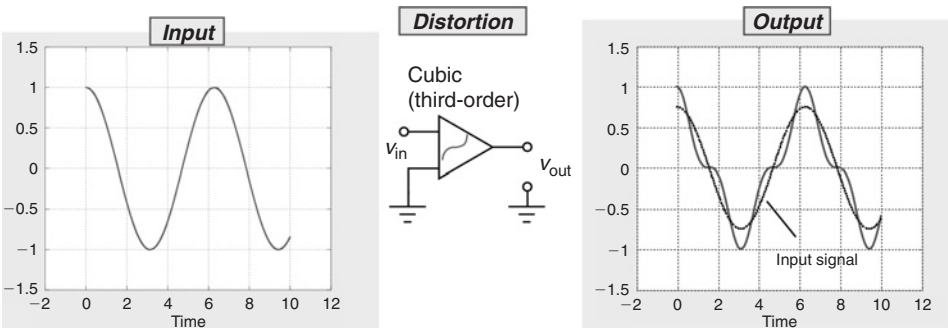 Input
1.5
1
0.5
0
−0.5
−1
−1.5
−2 0 2 4 6 8 10 12
Time
Distortion
Cubic
(third-order)
vin
vout
Output
1.5
1
0.5
0
−0.5
−1
−1.5
Input signal
−2 0 2 4 6 8 10 12
Time